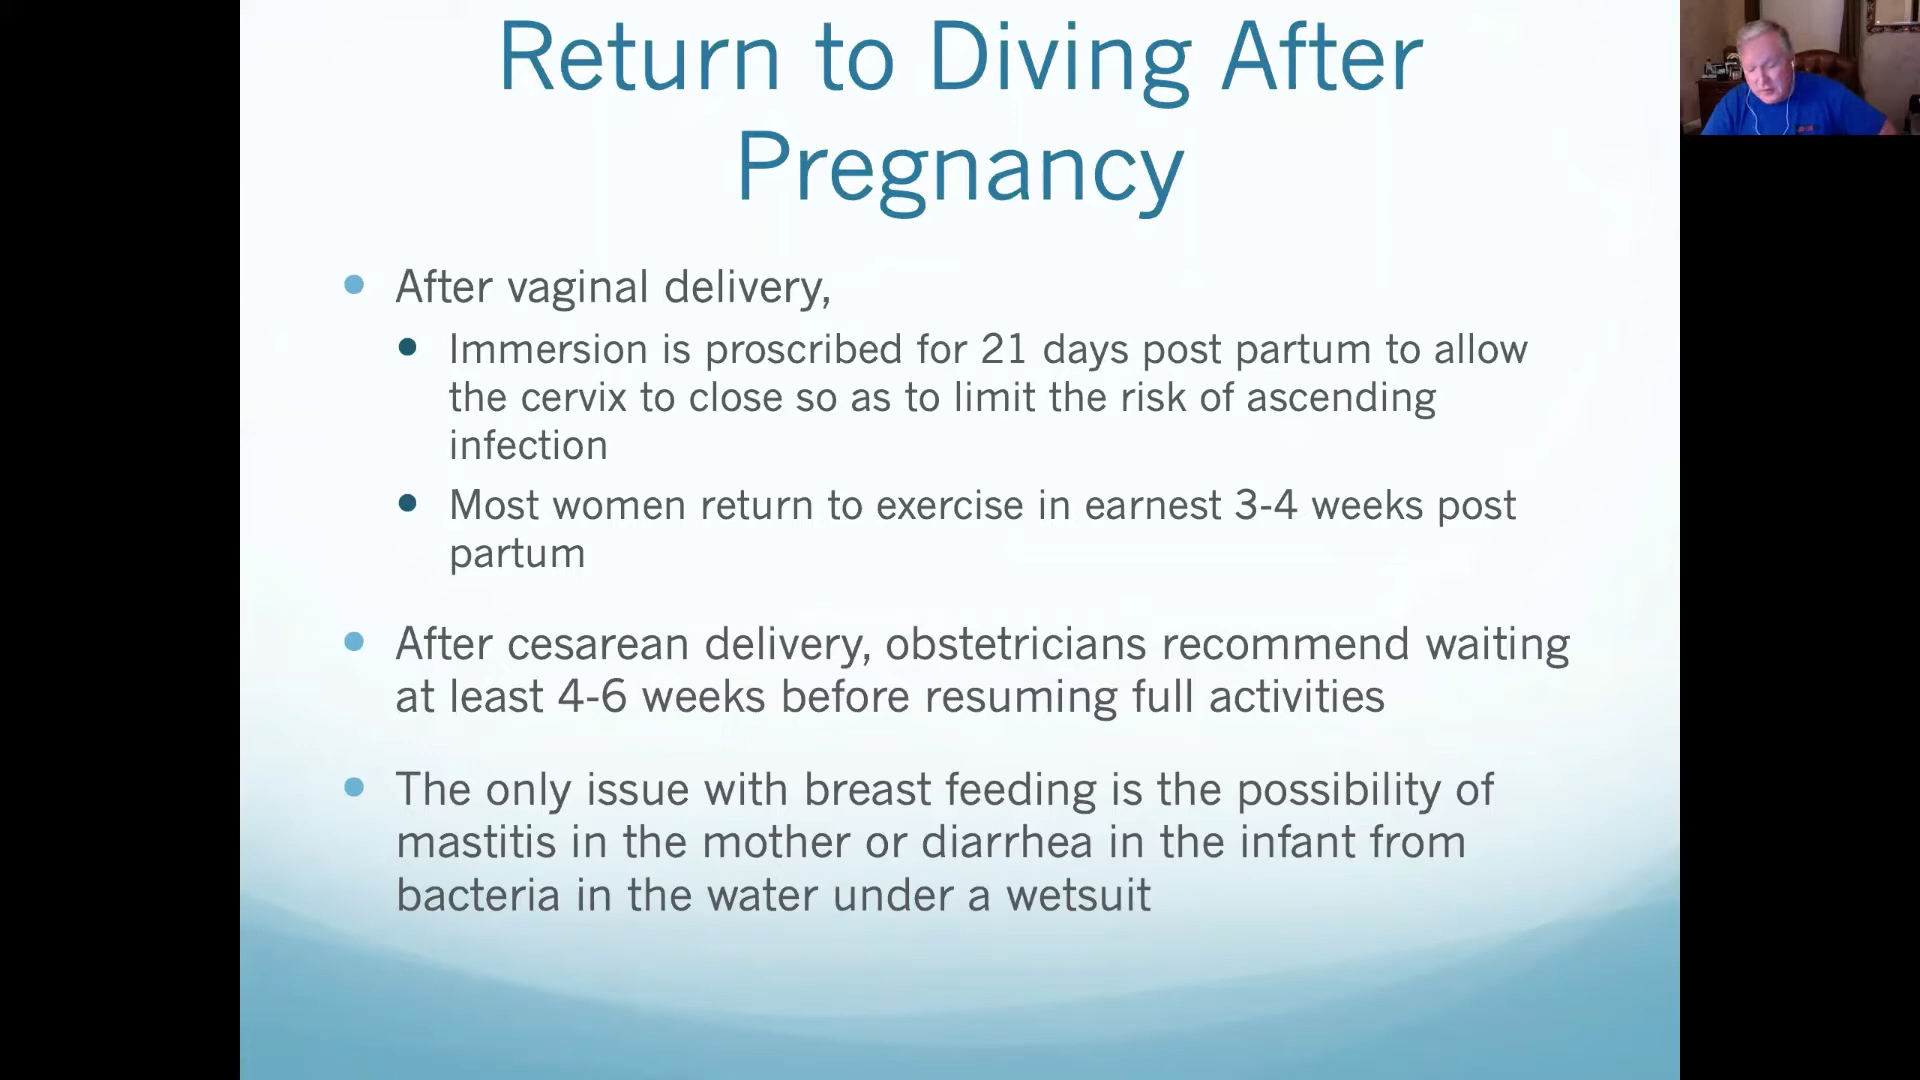 Return to Diving After
Pregnancy
After vaginal delivery,
Immersion is proscribed for 21 days post partum to allow
the cervix to close so as to limit the risk of ascending
infection
Most women return to exercise in earnest 3-4 weeks post
partum
After cesarean delivery, obstetricians recommend waiting
at least 4-6 weeks before resuming full activities
The only issue with breast feeding is the possibility of
mastitis in the mother or diarrhea in the infant from
bacteria in the water under a wetsuit